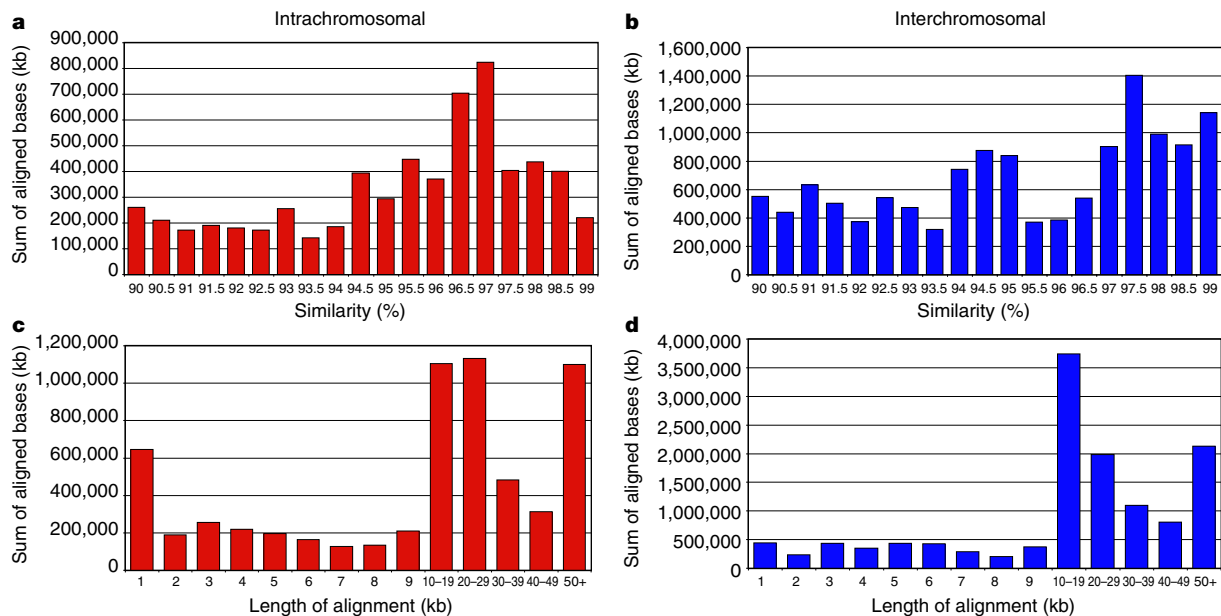 a
Intrachromosomal
Sum of aligned bases (kb)
900,000
800,000
700,000
600,000
500,000
400,000
300,000
200,000
100,000
0
90 90.5 91 91.5 92 92.5 93 93.5 94 94.5 95 95.5 96 96.5 97 97.5 98 98.5 99
Similarity (%)
b
Interchromosomal
Sum of aligned bases (kb)
1,600,000
1,400,000
1,200,000
1,000,000
800,000
600,000
400,000
200,000
0
90 90.5 91 91.5 92 92.5 93 93.5 94 94.5 95 95.5 96 96.5 97 97.5 98 98.5 99
Similarity (%)
c
Sum of aligned bases (kb)
1,200,000
1,000,000
800,000
600,000
400,000
200,000
0
1 2 3 4 5 6 7 8 9 10–19 20–29 30–39 40–49 50+
Length of alignment (kb)
d
Sum of aligned bases (kb)
4,000,000
3,500,000
3,000,000
2,500,000
2,000,000
1,500,000
1,000,000
500,000
0
1 2 3 4 5 6 7 8 9 10–19 20–29 30–39 40–49 50+
Length of alignment (kb)